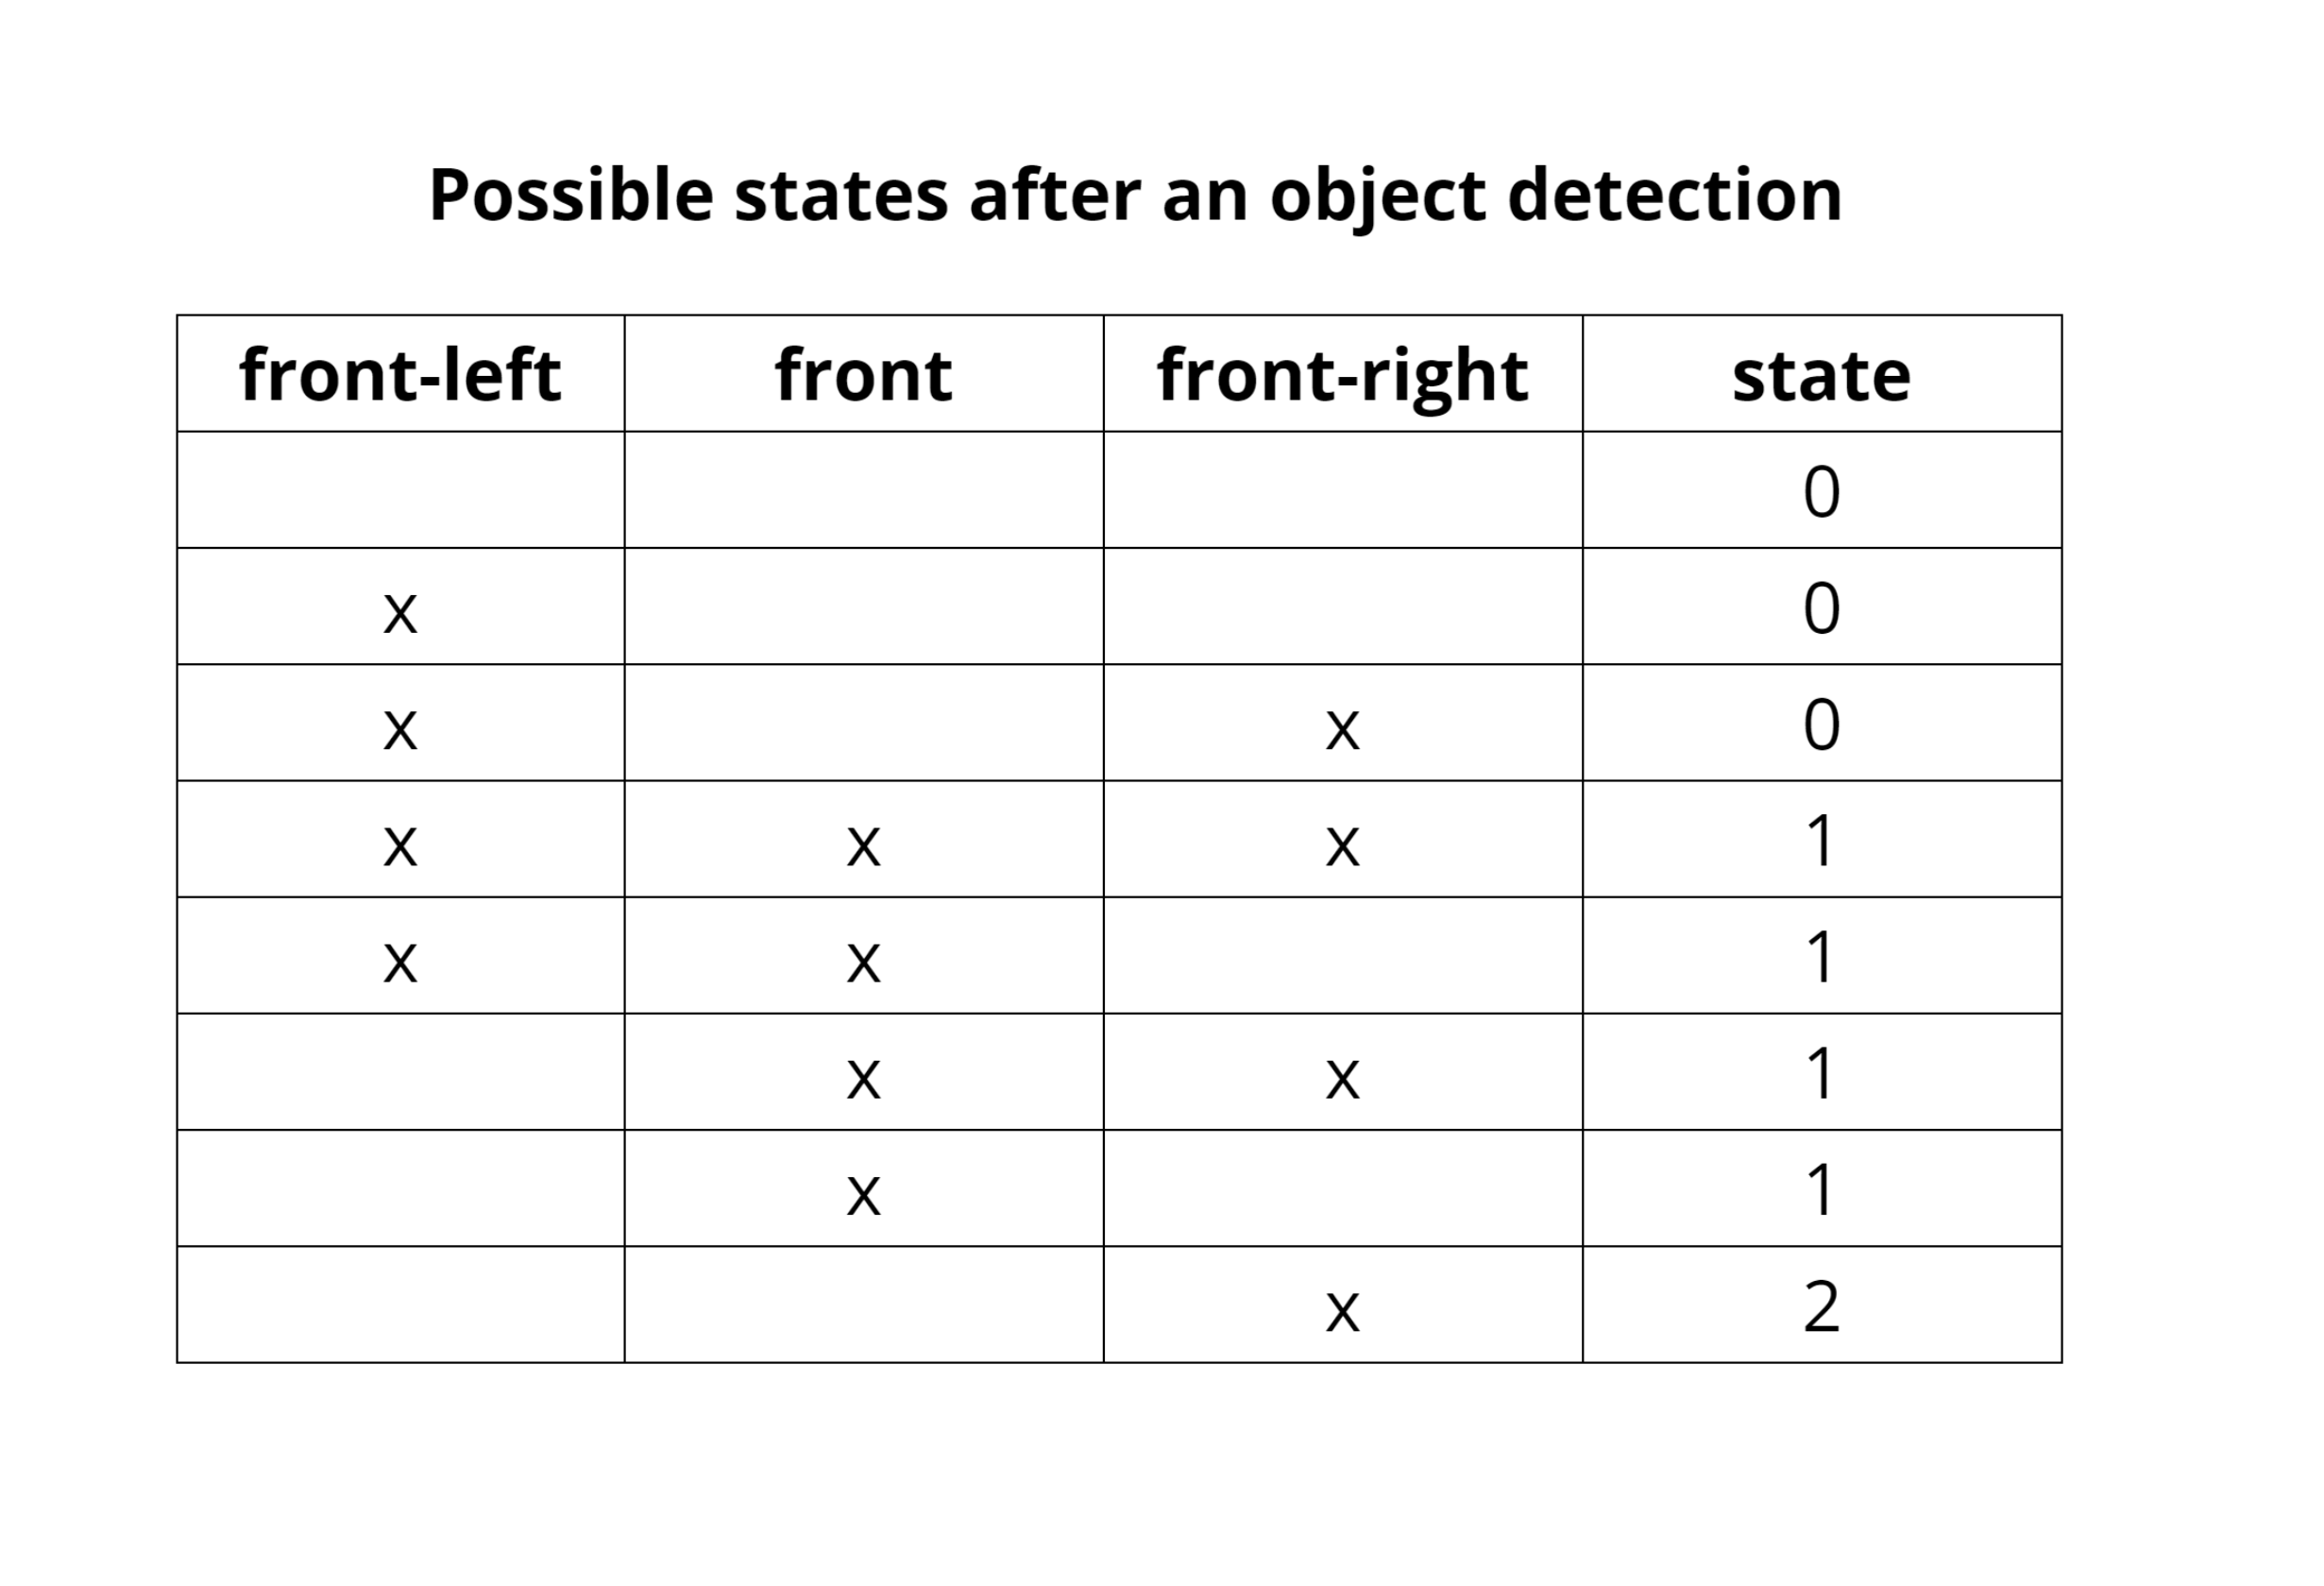 Possible states after an object detection
front-left front front-right state
0
x 0
x x 0
x x x 1
x x 1
x x 1
x 1
x 2